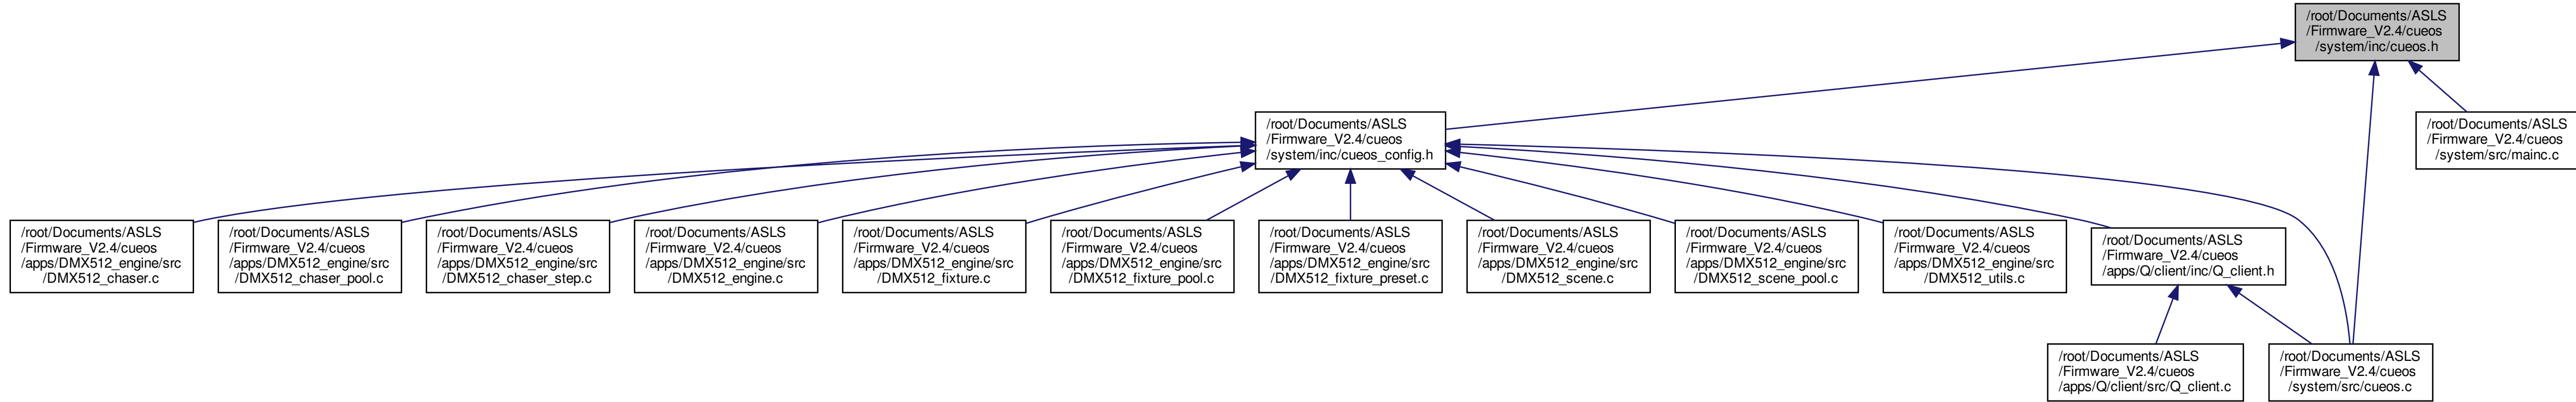 /root/Documents/ASLS
/Firmware_V2.4/cueos
/system/inc/cueos.h
/root/Documents/ASLS
/Firmware_V2.4/cueos
/system/inc/cueos_config.h
/root/Documents/ASLS
/Firmware_V2.4/cueos
/system/src/mainc.c
/root/Documents/ASLS
/Firmware_V2.4/cueos
/apps/DMX512_engine/src
/DMX512_chaser.c
/root/Documents/ASLS
/Firmware_V2.4/cueos
/apps/DMX512_engine/src
/DMX512_chaser_pool.c
/root/Documents/ASLS
/Firmware_V2.4/cueos
/apps/DMX512_engine/src
/DMX512_chaser_step.c
/root/Documents/ASLS
/Firmware_V2.4/cueos
/apps/DMX512_engine/src
/DMX512_engine.c
/root/Documents/ASLS
/Firmware_V2.4/cueos
/apps/DMX512_engine/src
/DMX512_fixture.c
/root/Documents/ASLS
/Firmware_V2.4/cueos
/apps/DMX512_engine/src
/DMX512_fixture_pool.c
/root/Documents/ASLS
/Firmware_V2.4/cueos
/apps/DMX512_engine/src
/DMX512_fixture_preset.c
/root/Documents/ASLS
/Firmware_V2.4/cueos
/apps/DMX512_engine/src
/DMX512_scene.c
/root/Documents/ASLS
/Firmware_V2.4/cueos
/apps/DMX512_engine/src
/DMX512_scene_pool.c
/root/Documents/ASLS
/Firmware_V2.4/cueos
/apps/DMX512_engine/src
/DMX512_utils.c
/root/Documents/ASLS
/Firmware_V2.4/cueos
/apps/Q/client/inc/Q_client.h
/root/Documents/ASLS
/Firmware_V2.4/cueos
/apps/Q/client/src/Q_client.c
/root/Documents/ASLS
/Firmware_V2.4/cueos
/system/src/cueos.c